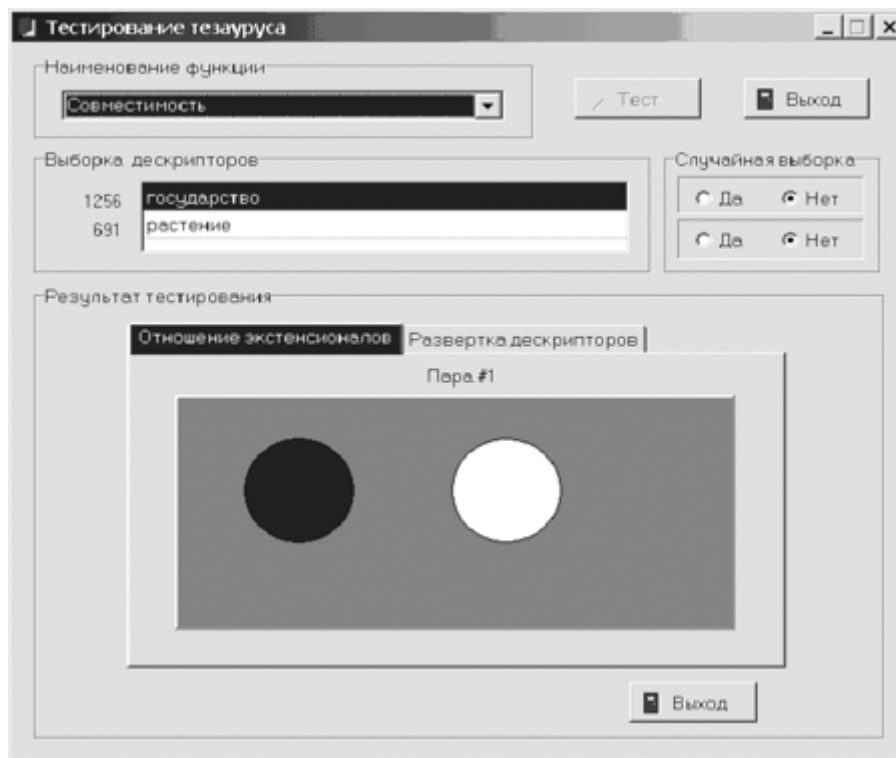 Тестирование тезауруса
Наименование функции
Совместимость
Тест
Выход
Выборка дескрипторов
Случайная выборка
1256 государство
Да Нет
691 растение
Да Нет
Результат тестирования
Отношение экстенсионалов Развертка дескрипторов
Пара #1
Выход